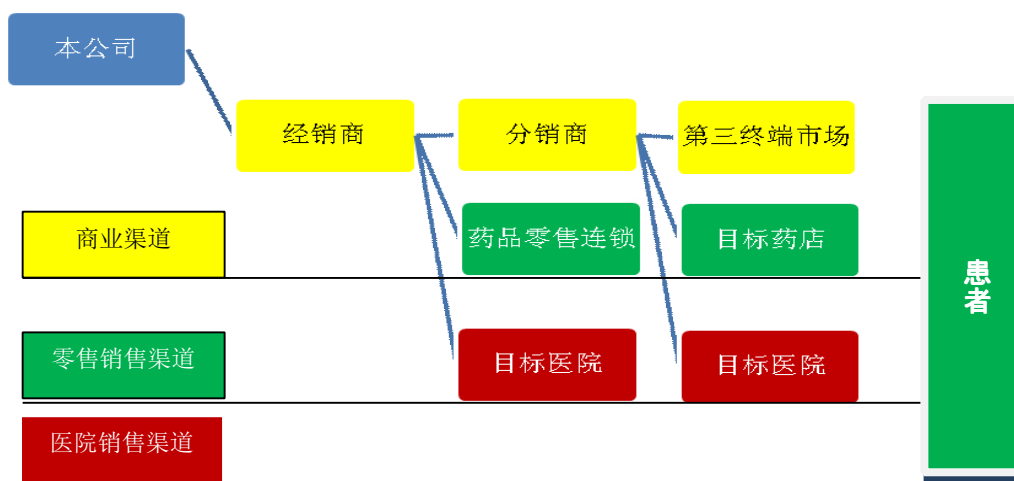 本公司
经销商
分销商
第三终端市场
商业渠道
药品零售连锁
目标药店
患者
零售销售渠道
目标医院
目标医院
医院销售渠道